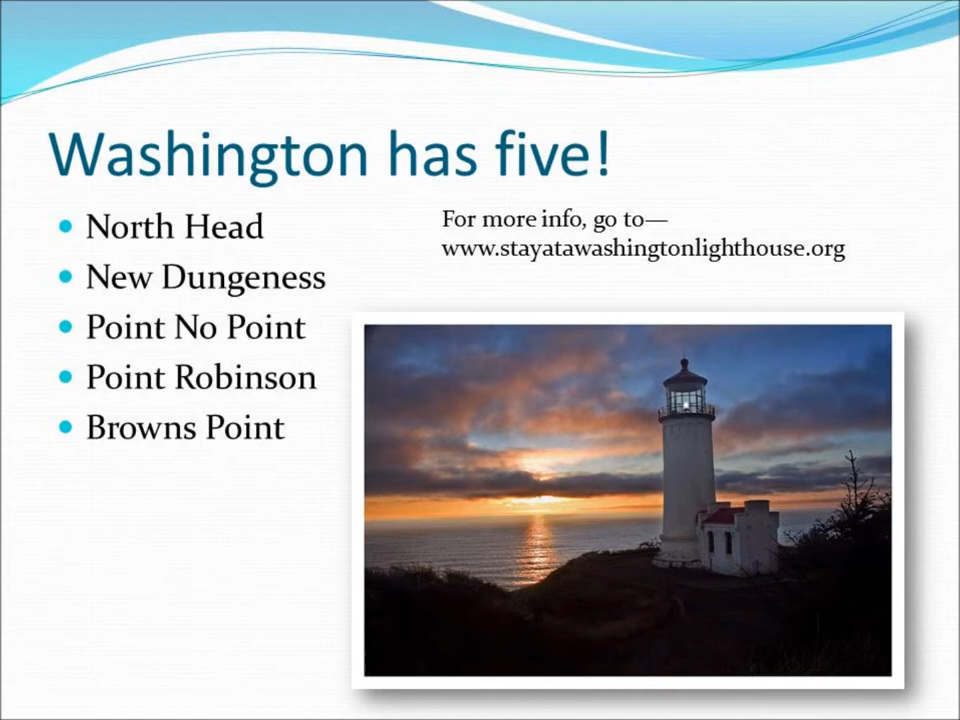 Washington has five!
North Head
New Dungeness
Point No Point
Point Robinson
Browns Point
For more info, go to—
www.stayatawashingtonlighthouse.org